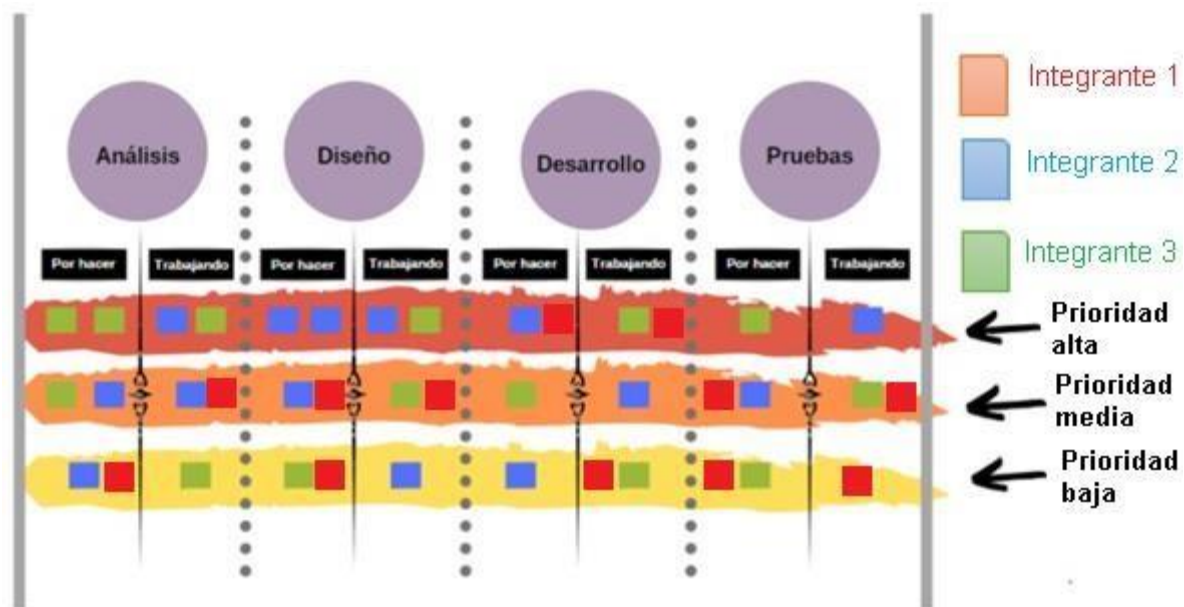 Análisis
Diseño
Desarrollo
Pruebas
Por hacer
Trabajando
Por hacer
Trabajando
Por hacer
Trabajando
Por hacer
Trabajando
Integrante 1
Integrante 2
Integrante 3
Prioridad
alta
Prioridad
media
Prioridad
baja